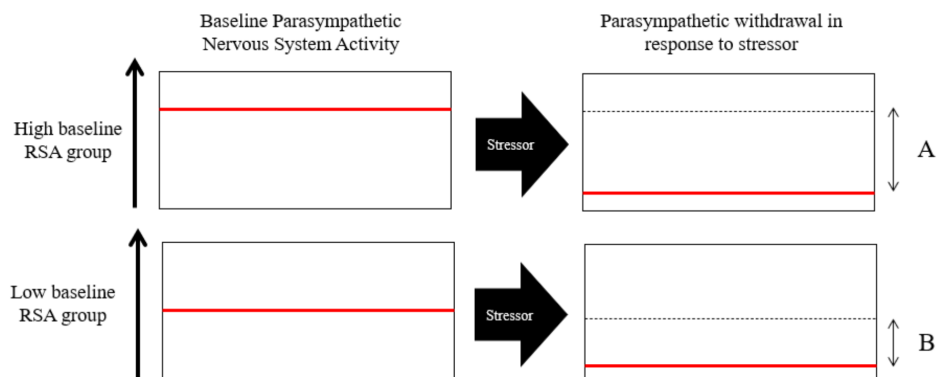 Baseline Parasympathetic
Nervous System Activity
Parasympathetic withdrawal in
response to stressor
High baseline
RSA group
Stressor
A
Low baseline
RSA group
Stressor
B